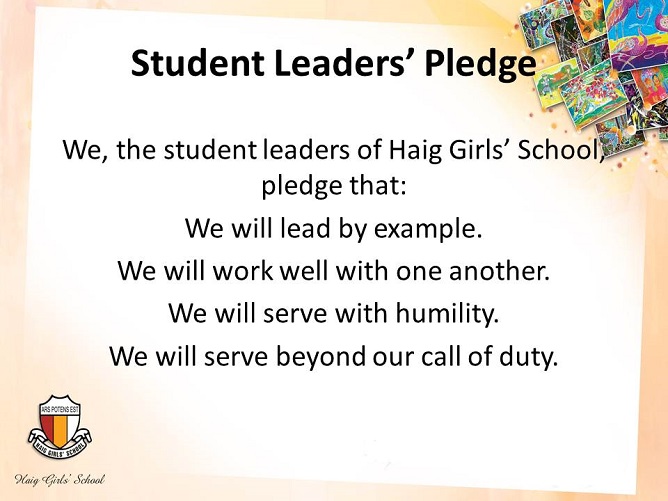 Student Leaders’ Pledge
We, the student leaders of Haig Girls’ School,
pledge that:
We will lead by example.
We will work well with one another.
We will serve with humility.
We will serve beyond our call of duty.
ARS POTENS EST
HAIG GIRLS' SCHOOL
Haig Girls' School